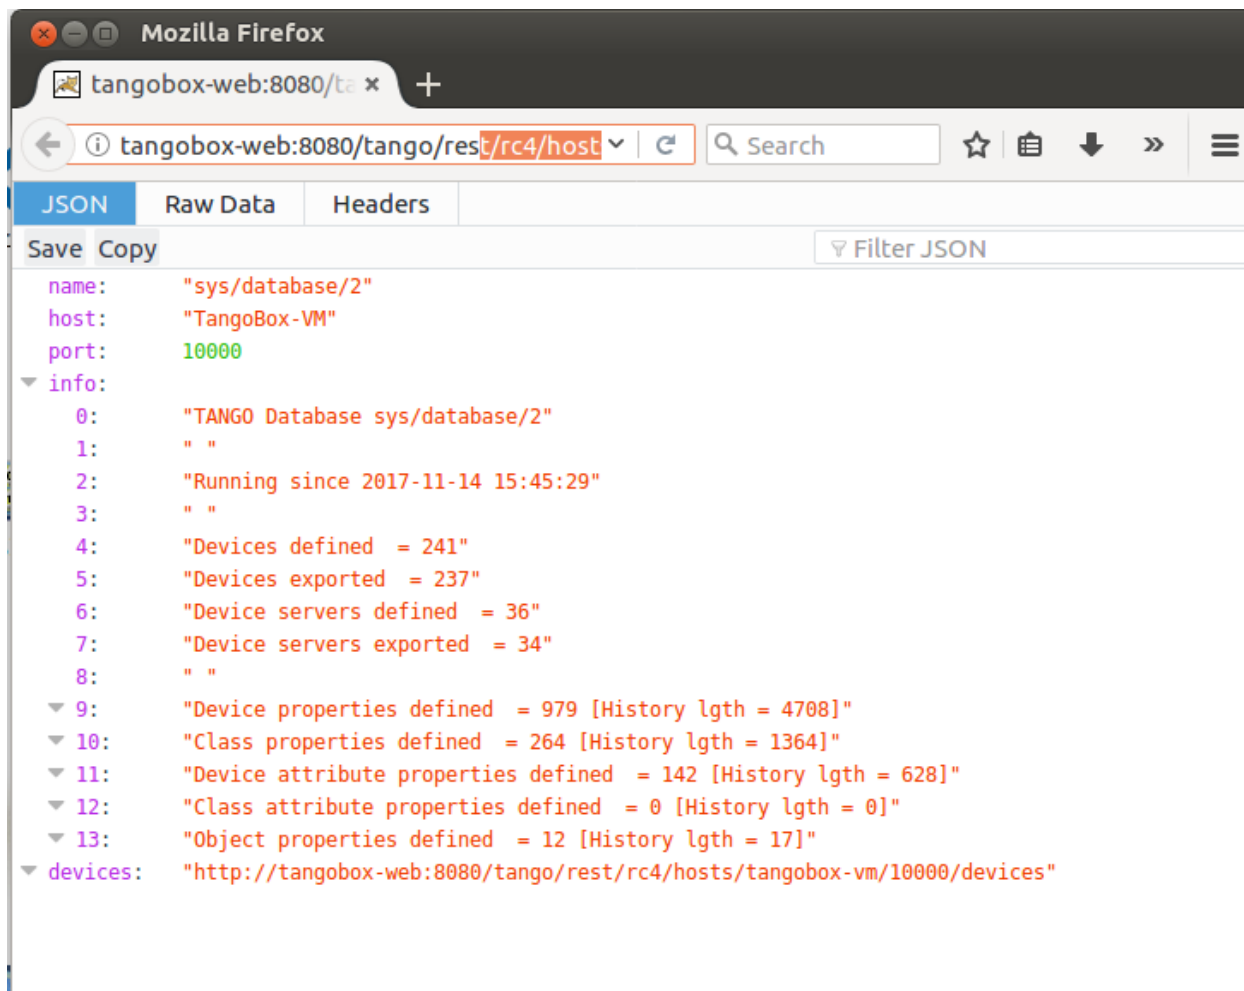 Mozilla Firefox
tangobox-web:8080/ta
tangobox-web:8080/tango/rest/rc4/host
Search
JSON Raw Data Headers
Save Copy Filter JSON
name: "sys/database/2"
host: "TangoBox-VM"
port: 10000
info:
0: "TANGO Database sys/database/2"
1: " "
2: "Running since 2017-11-14 15:45:29"
3: " "
4: "Devices defined  = 241"
5: "Devices exported  = 237"
6: "Device servers defined  = 36"
7: "Device servers exported  = 34"
8: " "
9: "Device properties defined  = 979 [History lgth = 4708]"
10: "Class properties defined  = 264 [History lgth = 1364]"
11: "Device attribute properties defined  = 142 [History lgth = 628]"
12: "Class attribute properties defined  = 0 [History lgth = 0]"
13: "Object properties defined  = 12 [History lgth = 17]"
devices: "http://tangobox-web:8080/tango/rest/rc4/hosts/tangobox-vm/10000/devices"